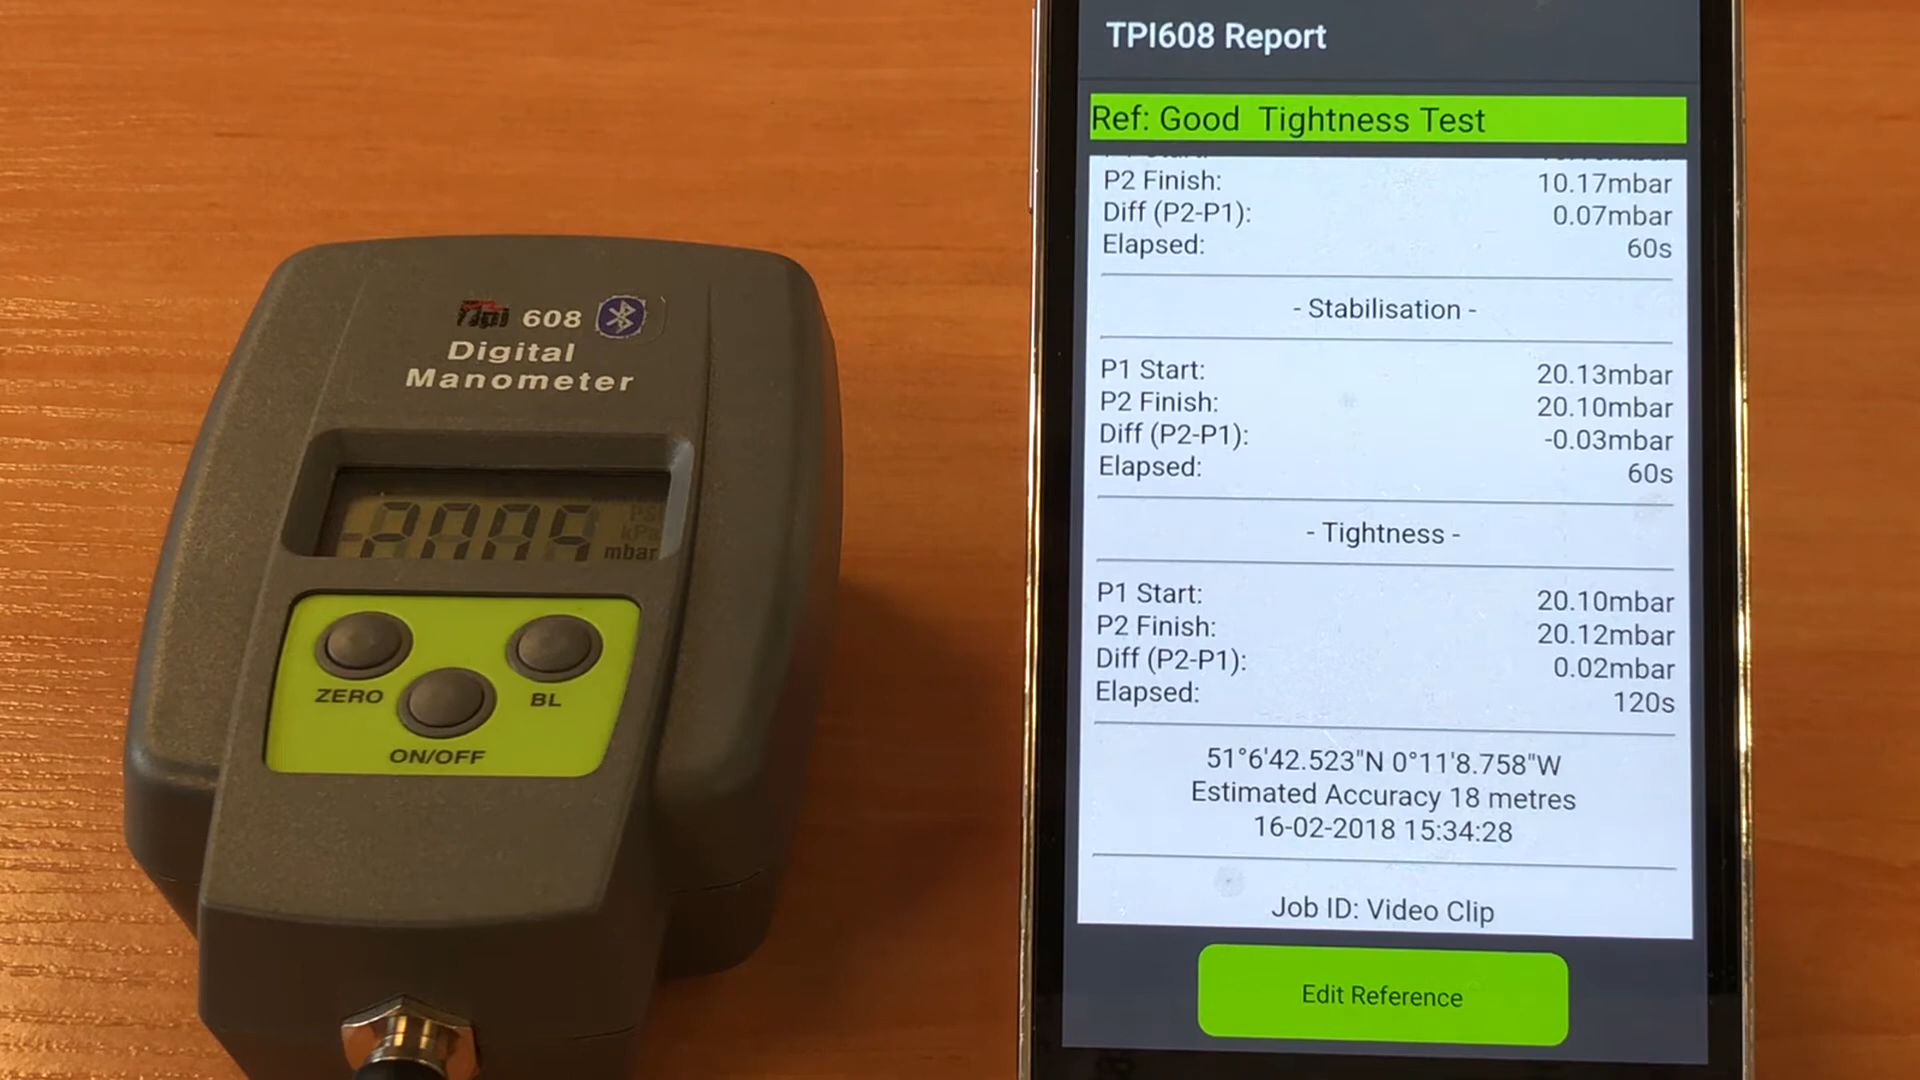 TPI608 Report
Ref: Good Tightness Test
P2 Finish: 10.17mbar
Diff (P2-P1): 0.07mbar
Elapsed: 60s
- Stabilisation -
P1 Start: 20.13mbar
P2 Finish: 20.10mbar
Diff (P2-P1): -0.03mbar
Elapsed: 60s
- Tightness -
P1 Start: 20.10mbar
P2 Finish: 20.12mbar
Diff (P2-P1): 0.02mbar
Elapsed: 120s
51°6'42.523"N 0°11'8.758"W
Estimated Accuracy 18 metres
16-02-2018 15:34:28
Job ID: Video Clip
Edit Reference
TPI 608
Digital
Manometer
PSI
kPa
mbar
ZERO
BL
ON/OFF